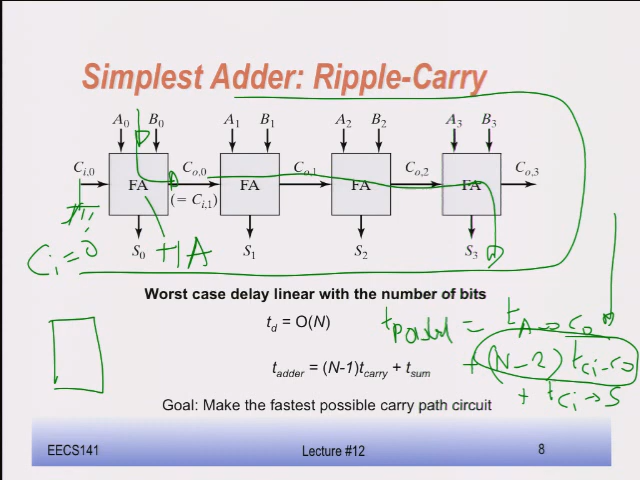 Simplest Adder: Ripple-Carry
A0 B0 A1 B1 A2 B2 A3 B3
Ci,0 FA Co,0 FA Co,1 FA Co,2 FA Co,3
(= Ci,1)
S0 S1 S2 S3
Ci=0 HA
Worst case delay linear with the number of bits
td = O(N)
tadder = (N-1)tcarry + tsum
tadd = tA→Co
+(N-2) tCi→Co
+ tCi→S
Goal: Make the fastest possible carry path circuit
EECS141 Lecture #12 8